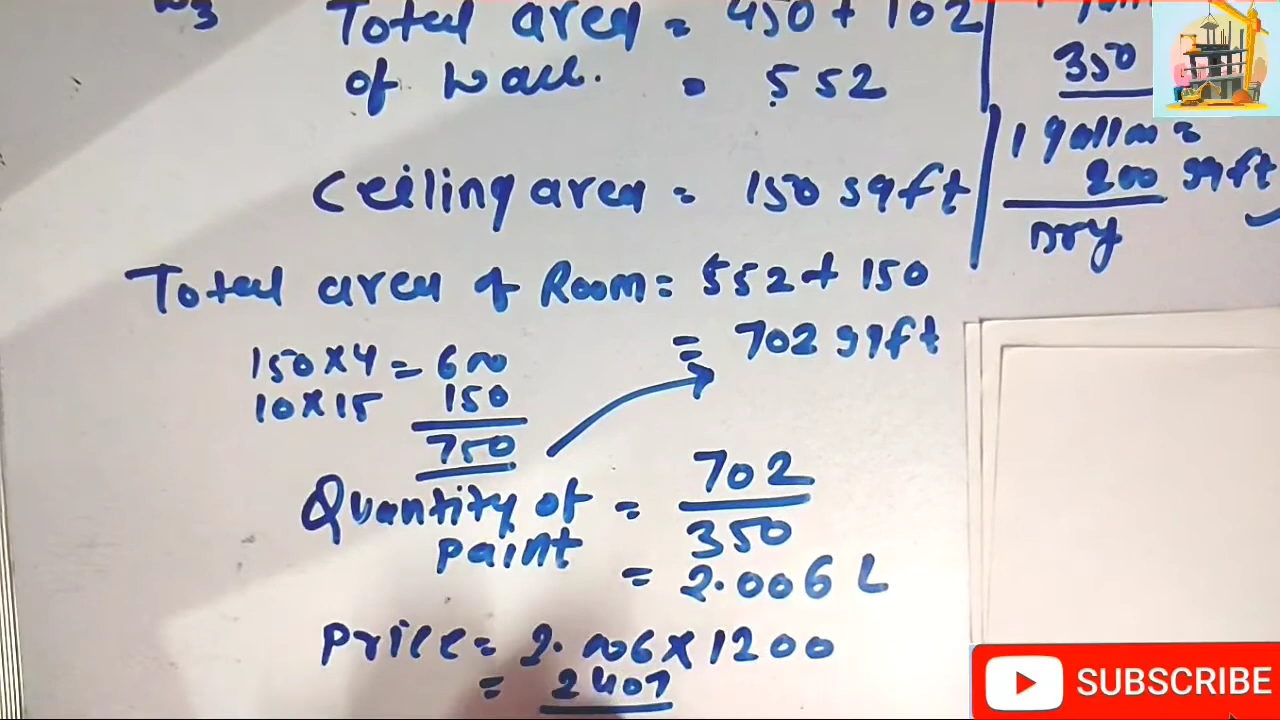 Total area = 450 + 102
of wall. = 552
350
1 gallon =
200 sqft
Dry
Ceiling area = 150 sqft
Total area of Room = 552 + 150
= 702 sqft
150 x 4 = 600
10 x 15 150
750
Quantity of paint = 702
350
= 2.006 L
Price = 2.006 x 1200
= 2407
SUBSCRIBE